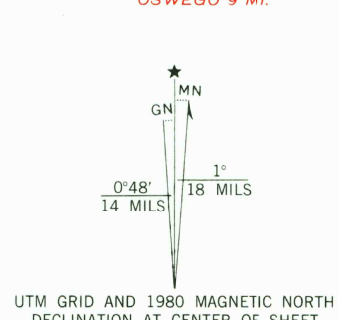 OSWEGO 9 MI.
★
MN
GN
1°
0°48'
18 MILS
14 MILS
UTM GRID AND 1980 MAGNETIC NORTH
DECLINATION AT CENTER OF SHEET